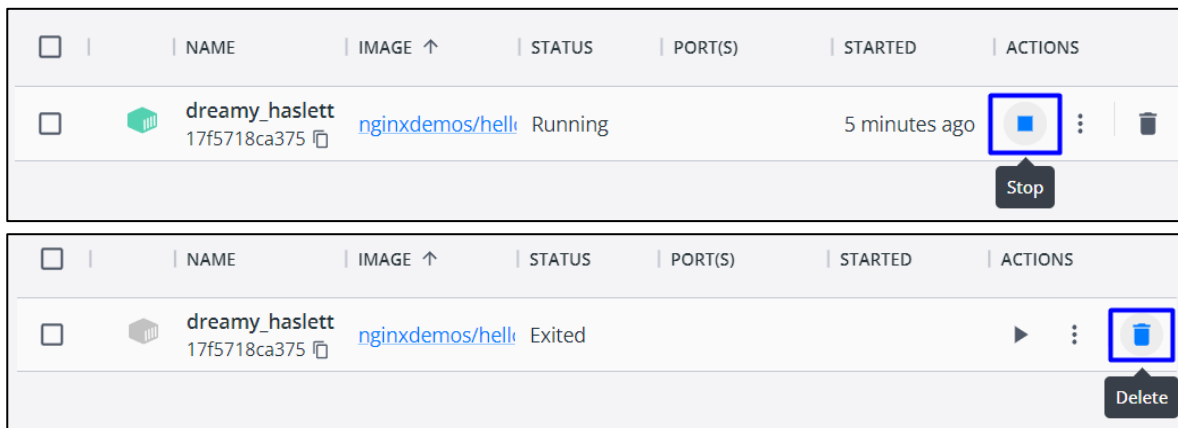 NAME IMAGE ↑ STATUS PORT(S) STARTED ACTIONS
dreamy_haslett
17f5718ca375 nginxdemos/hell Running 5 minutes ago
Stop
NAME IMAGE ↑ STATUS PORT(S) STARTED ACTIONS
dreamy_haslett
17f5718ca375 nginxdemos/hell Exited
Delete